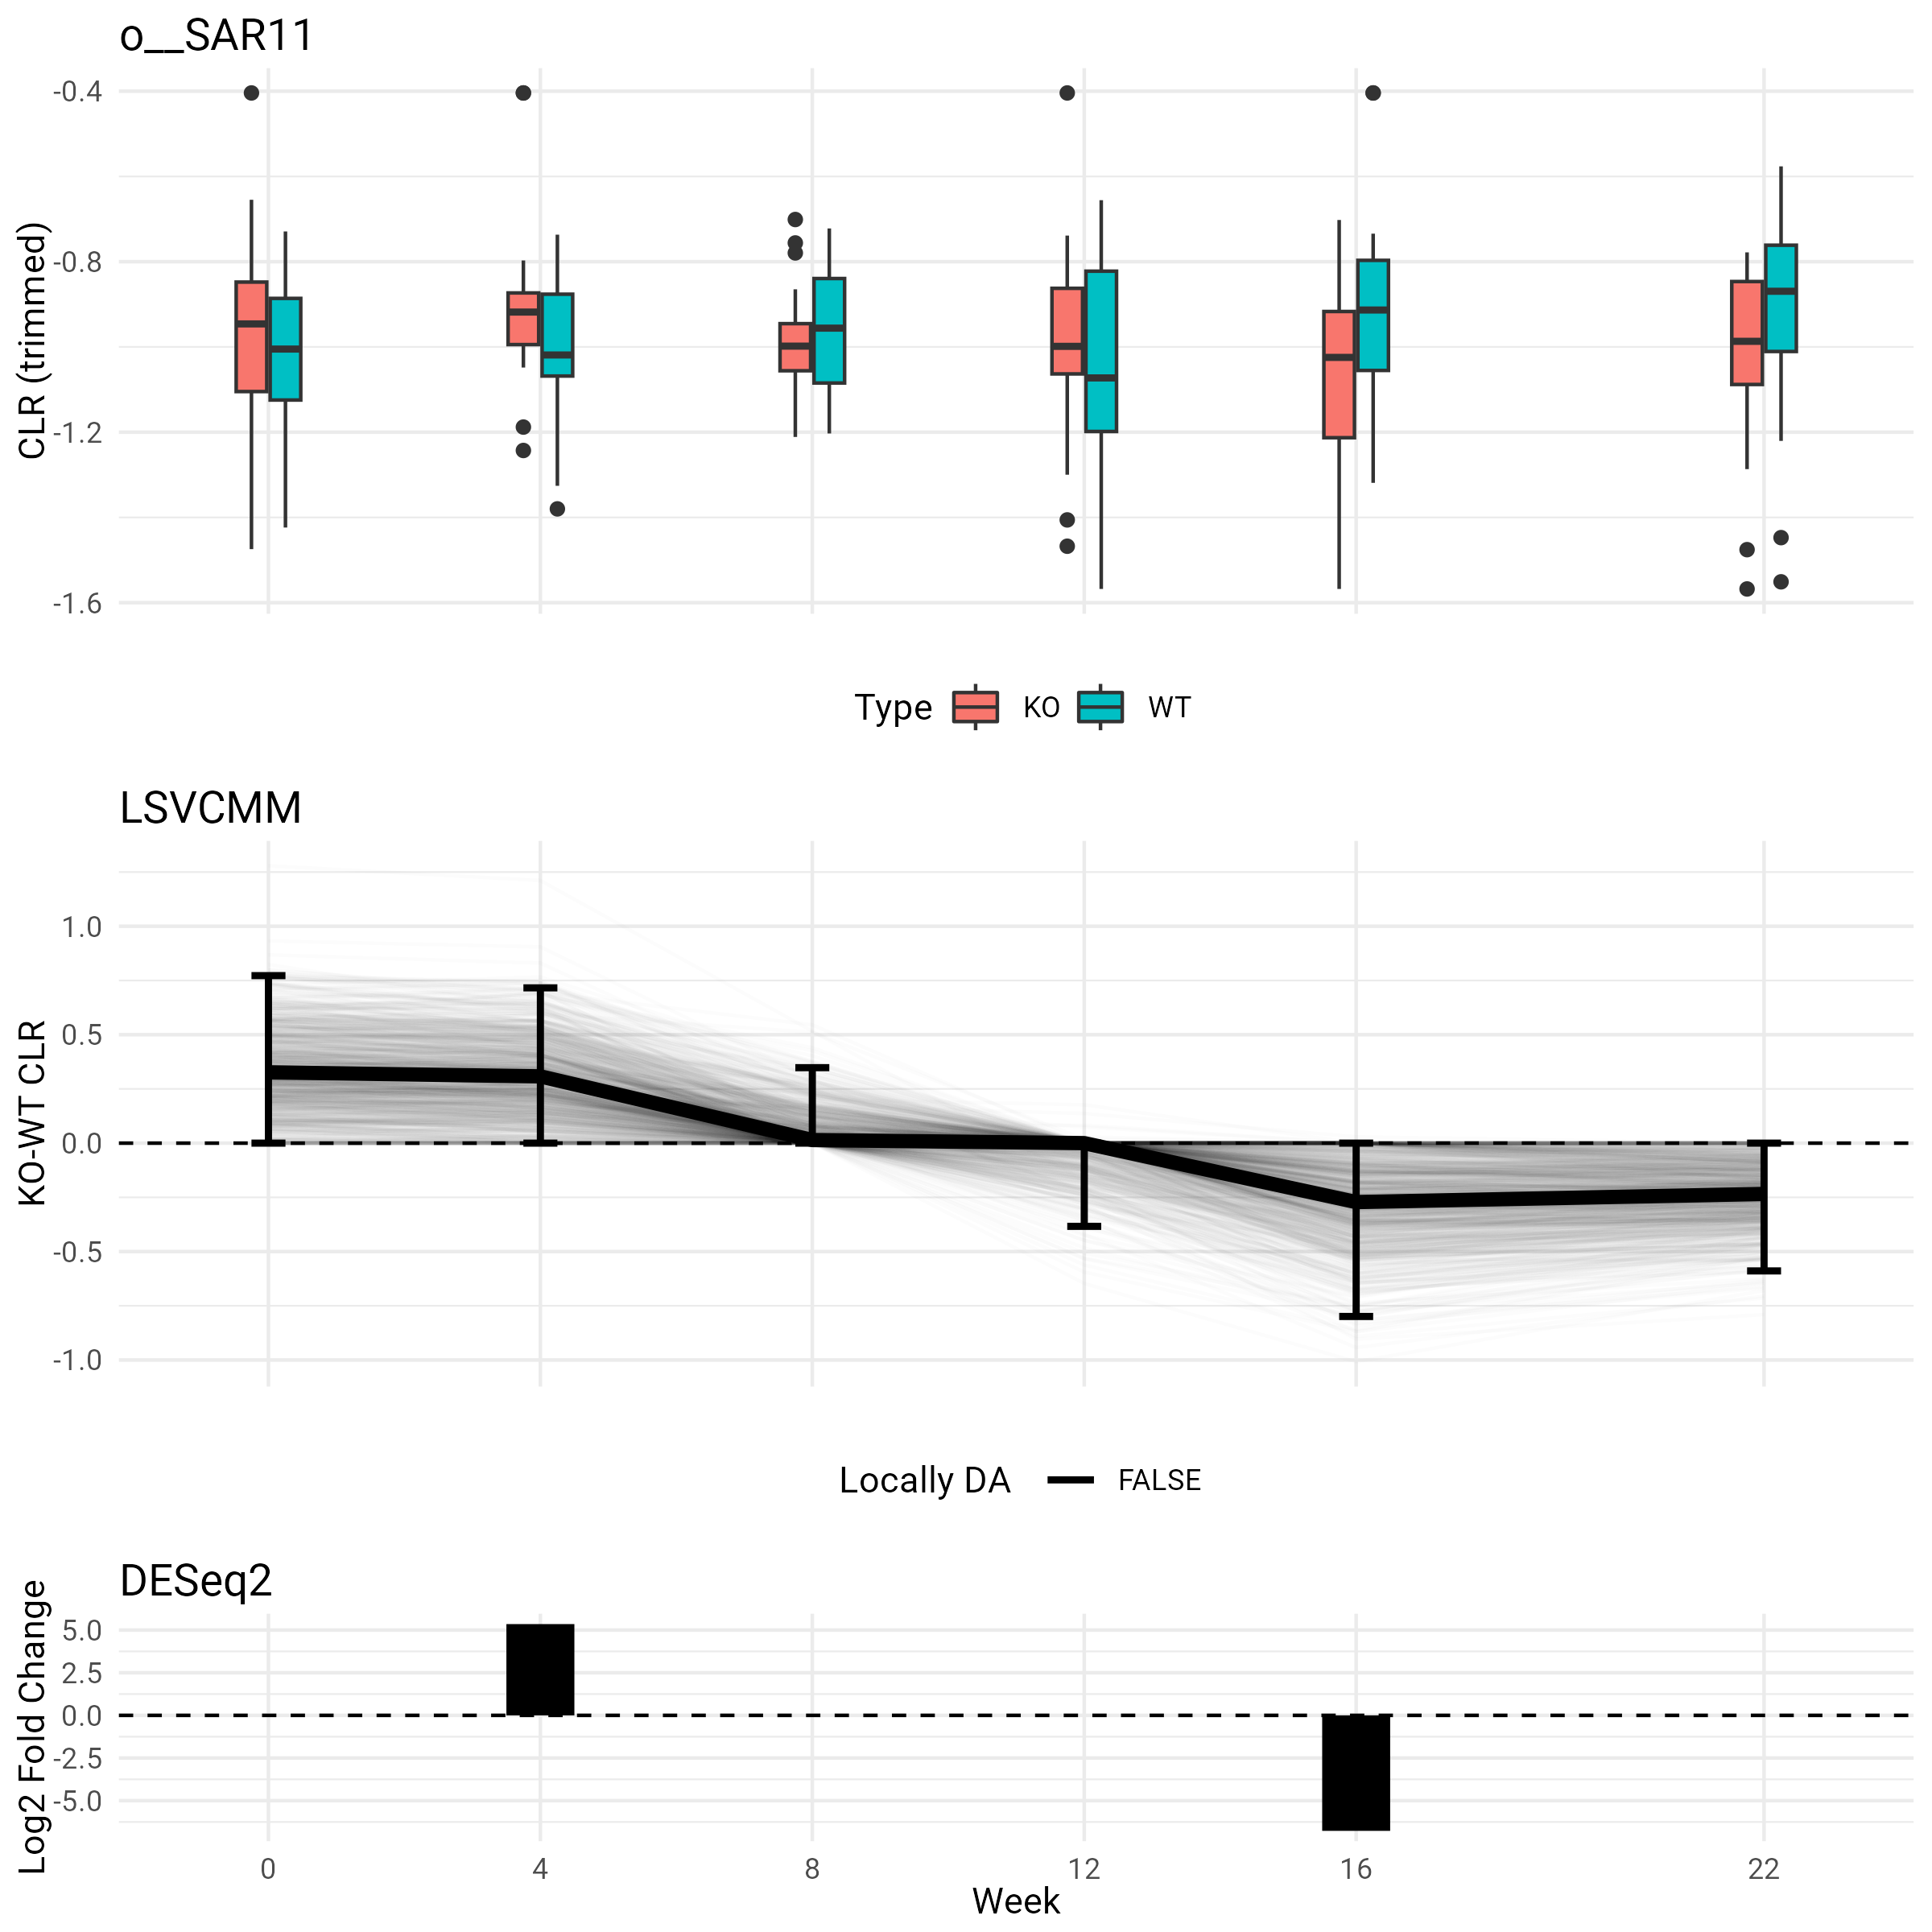 o__SAR11
CLR (trimmed)
-0.4
-0.8
-1.2
-1.6
Type KO WT
LSVCMM
KO-WT CLR
1.0
0.5
0.0
-0.5
-1.0
Locally DA FALSE
DESeq2
Log2 Fold Change
5.0
2.5
0.0
-2.5
-5.0
0 4 8 12 16 22
Week